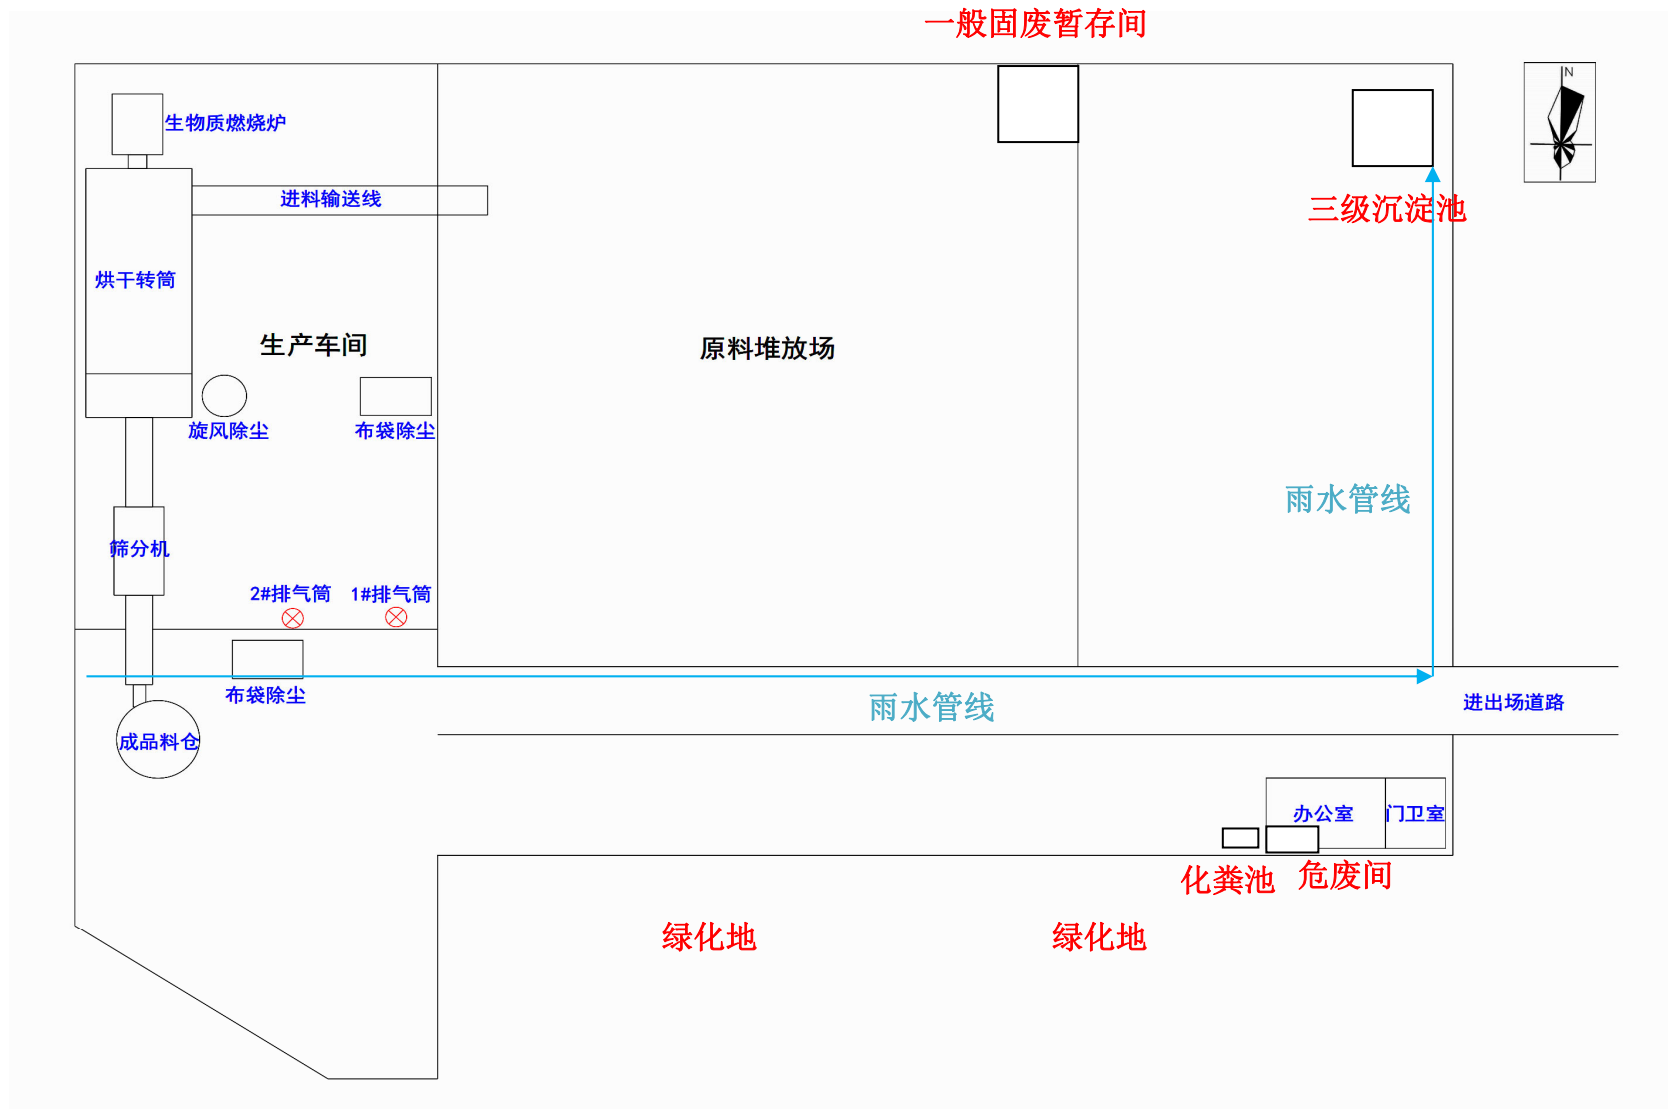 一般固废暂存间
N
生物质燃烧炉
进料输送线
三级沉淀池
烘干转筒
生产车间
原料堆放场
旋风除尘
布袋除尘
雨水管线
筛分机
2#排气筒
1#排气筒
布袋除尘
雨水管线
进出场道路
成品料仓
办公室
门卫室
化粪池
危废间
绿化地
绿化地